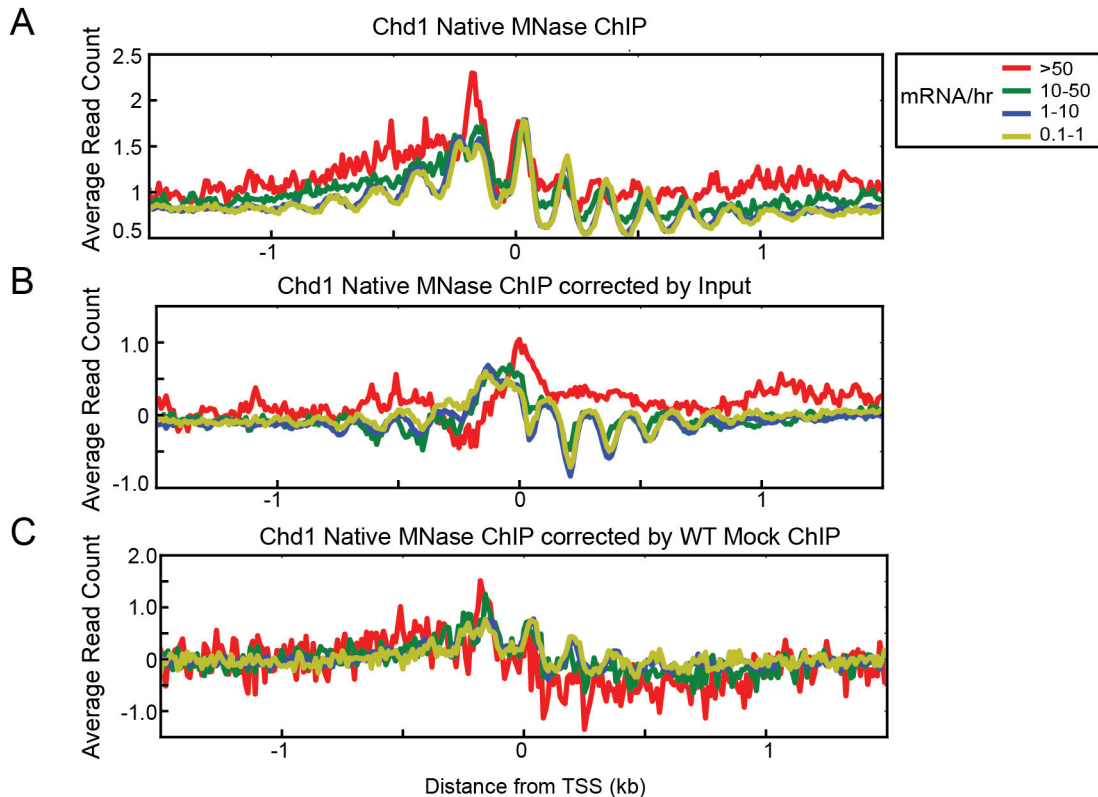 A
Chd1 Native MNase ChIP
Average Read Count
2.5
2
1.5
1
0.5
-1
0
1
mRNA/hr
>50
10-50
1-10
0.1-1
B
Chd1 Native MNase ChIP corrected by Input
Average Read Count
1.0
0
-1.0
-1
0
1
C
Chd1 Native MNase ChIP corrected by WT Mock ChIP
Average Read Count
2.0
1.0
0
-1.0
-1
0
1
Distance from TSS (kb)